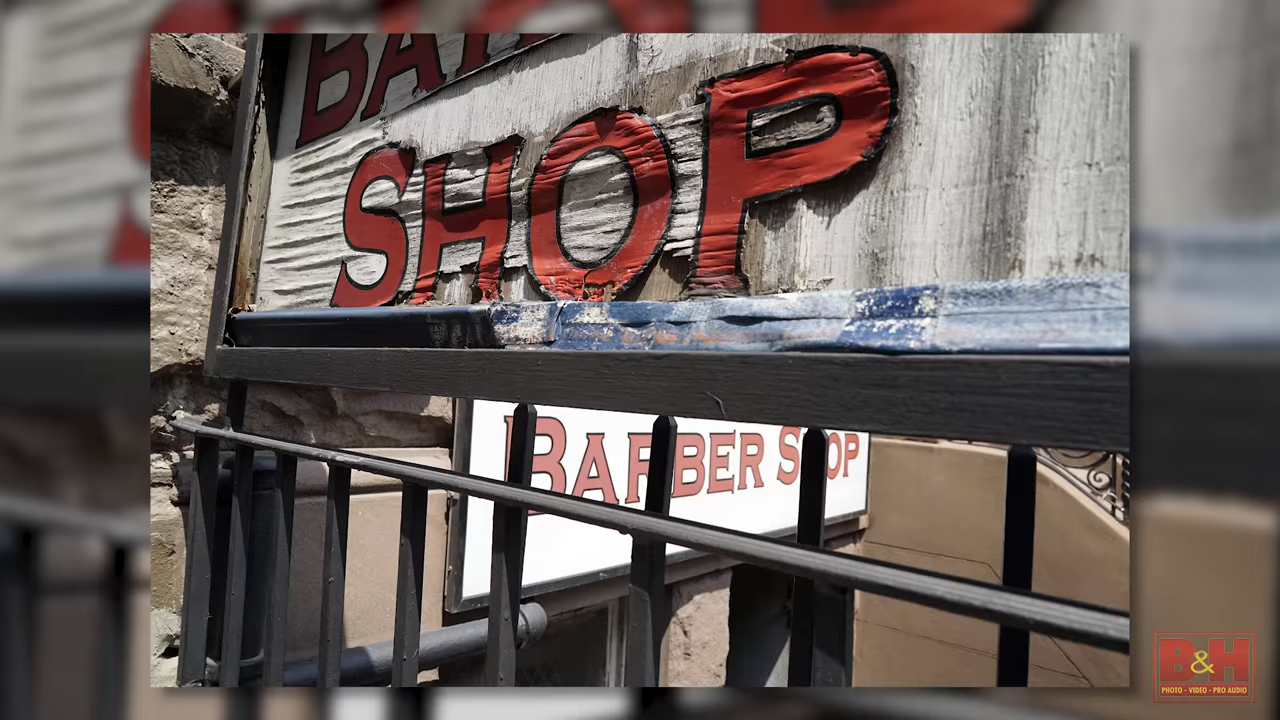 SHOP
BARBER SHOP
B&H
PHOTO - VIDEO - PRO AUDIO